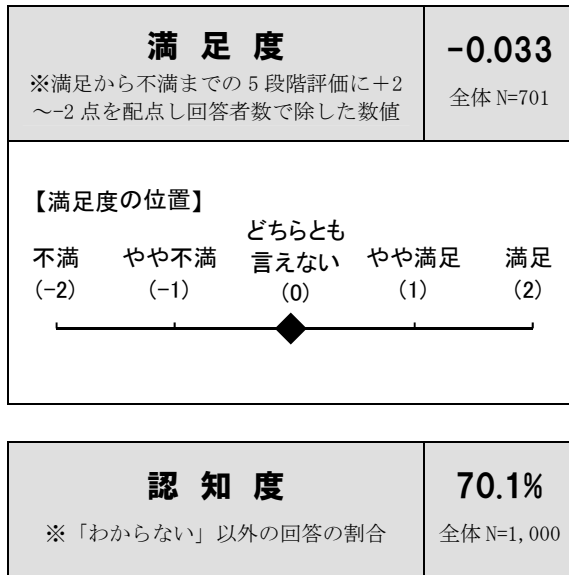 満 足 度
※満足から不満までの 5 段階評価に＋2
～-2 点を配点し回答者数で除した数値
-0.033
全体 N=701
【満足度の位置】
不満
(-2)
やや不満
(-1)
どちらとも
言えない
(0)
やや満足
(1)
満足
(2)
認 知 度
※「わからない」以外の回答の割合
70.1%
全体 N=1,000